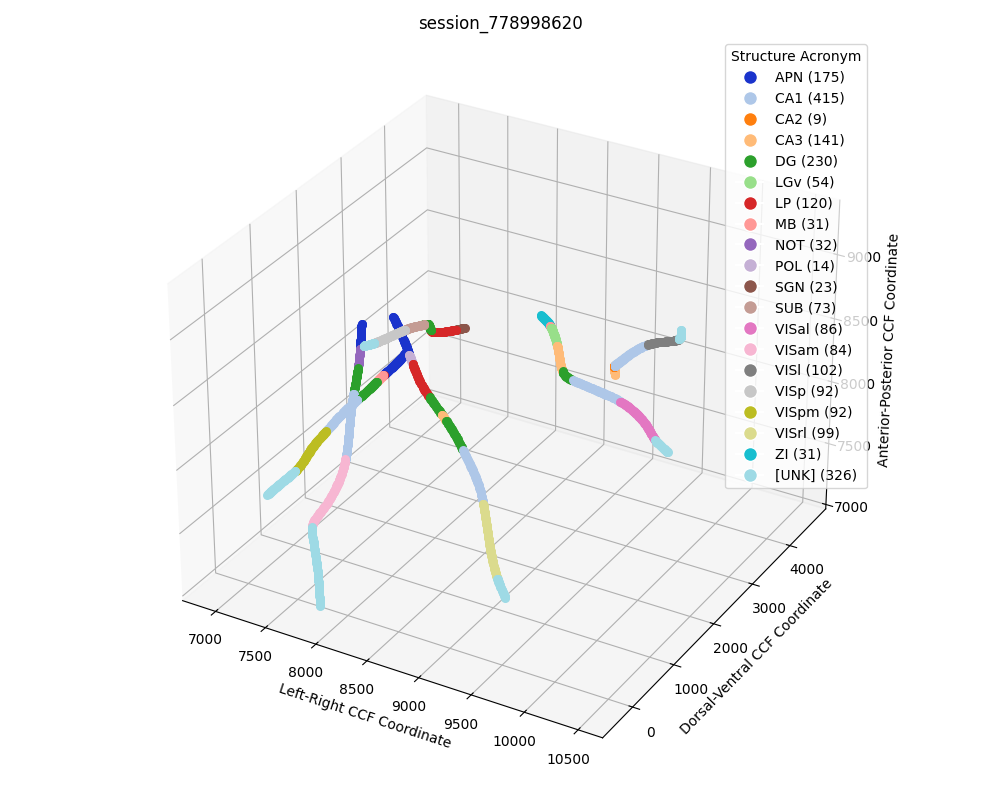 session_778998620
Structure Acronym
APN (175)
CA1 (415)
CA2 (9)
CA3 (141)
DG (230)
LGv (54)
LP (120)
MB (31)
NOT (32)
POL (14)
SGN (23)
SUB (73)
VISal (86)
VISam (84)
VISl (102)
VISp (92)
VISpm (92)
VISrl (99)
ZI (31)
[UNK] (326)
9000
8500
8000
7500
7000
Anterior-Posterior CCF Coordinate
4000
3000
2000
1000
0
Dorsal-Ventral CCF Coordinate
7000
7500
8000
8500
9000
9500
10000
10500
Left-Right CCF Coordinate